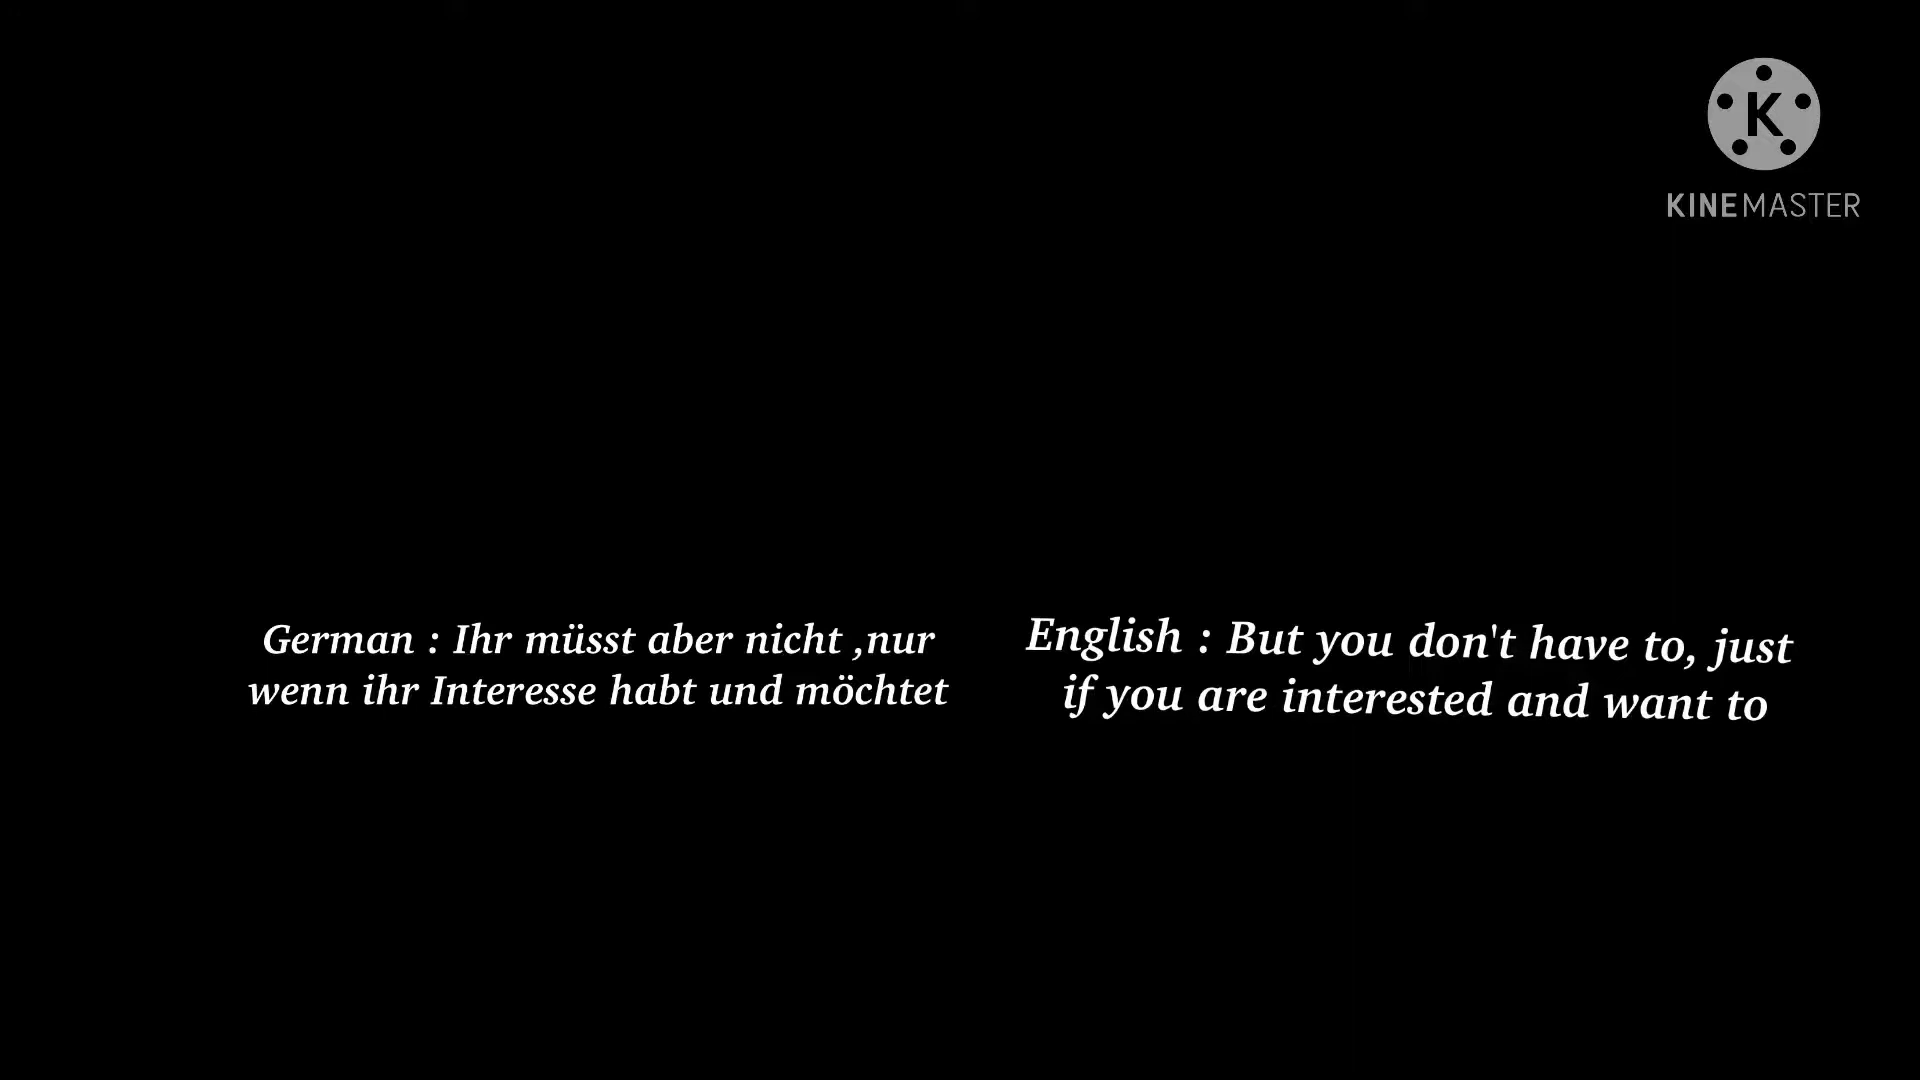 K
KINEMASTER
German : Ihr müsst aber nicht ,nur
wenn ihr Interesse habt und möchtet
English : But you don't have to, just
if you are interested and want to